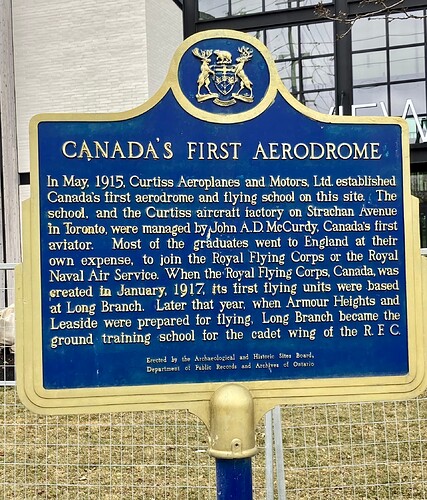 CANADA'S FIRST AERODROME
In May, 1915, Curtiss Aeroplanes and Motors, Ltd. established
Canada's first aerodrome and flying school on this site. The
school, and the Curtiss aircraft factory on Strachan Avenue
in Toronto, were managed by John A.D. McCurdy, Canada's first
aviator. Most of the graduates went to England at their
own expense, to join the Royal Flying Corps or the Royal
Naval Air Service. When the Royal Flying Corps, Canada, was
created in January, 1917, its first flying units were based
at Long Branch. Later that year, when Armour Heights and
Leaside were prepared for flying, Long Branch became the
ground training school for the cadet wing of the R.F.C.
Erected by the Archaeological and Historic Sites Board,
Department of Public Records and Archives of Ontario
EW